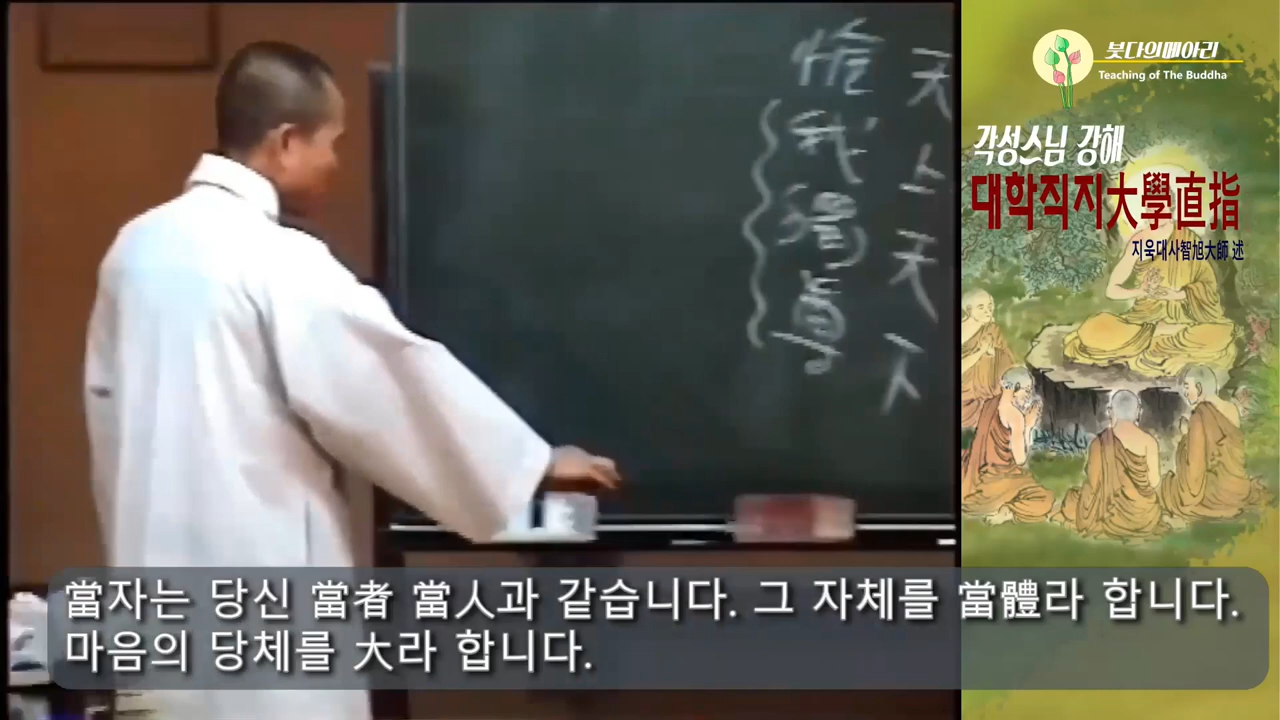 天上天下
惟我獨尊
붓다의메아리
Teaching of The Buddha
각성스님 강해
대학직지大學直指
지욱대사智旭大師 述
當자는 당신 當者 當人과 같습니다. 그 자체를 當體라 합니다.
마음의 당체를 大라 합니다.